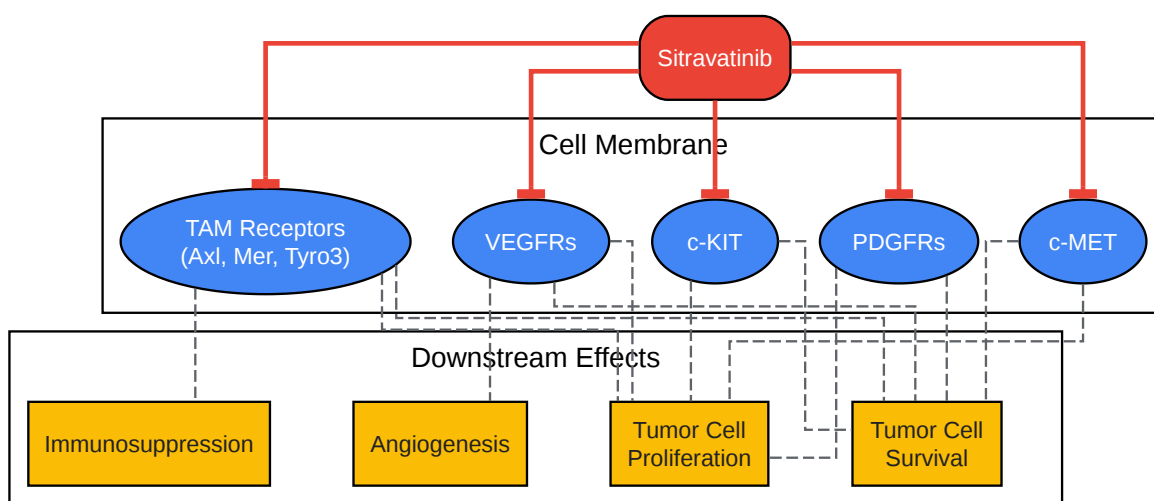 Sitravatinib
Cell Membrane
TAM Receptors
(Axl, Mer, Tyro3)
VEGFRs
c-KIT
PDGFRs
c-MET
Downstream Effects
Immunosuppression
Angiogenesis
Tumor Cell
Proliferation
Tumor Cell
Survival